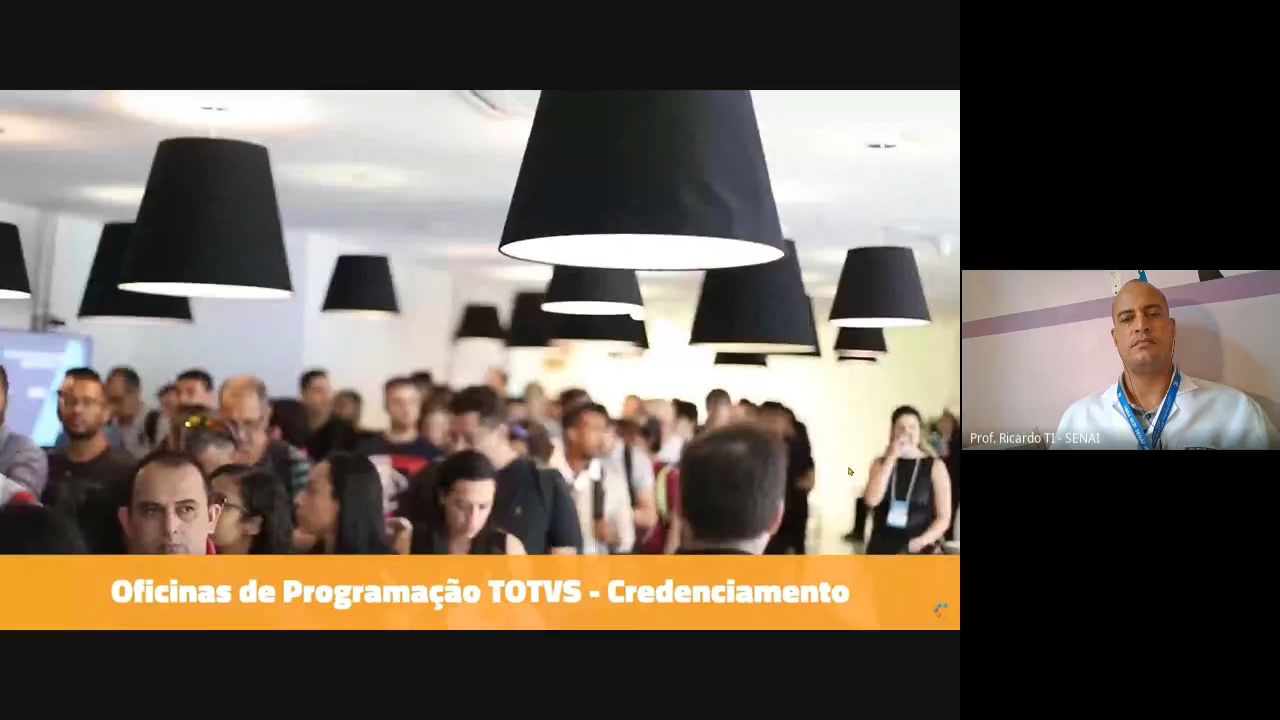 Oficinas de Programação TOTVS - Credenciamento
Prof. Ricardo TI - SENAI